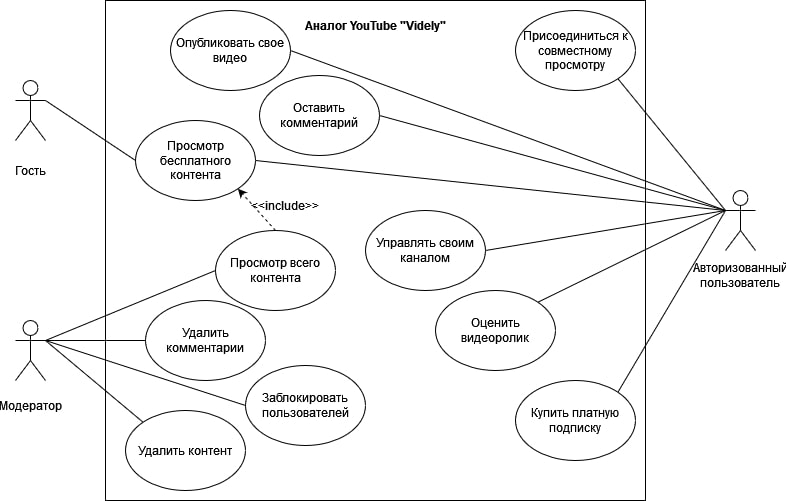 Аналог YouTube "Videly"
Опубликовать свое
видео
Присоединиться к
совместному
просмотру
Оставить
комментарий
Гость
Просмотр
бесплатного
контента
<<include>>
Управлять своим
каналом
Авторизованный
пользователь
Просмотр всего
контента
Оценить
видеоролик
Удалить
комментарии
Модератор
Заблокировать
пользователей
Купить платную
подписку
Удалить контент